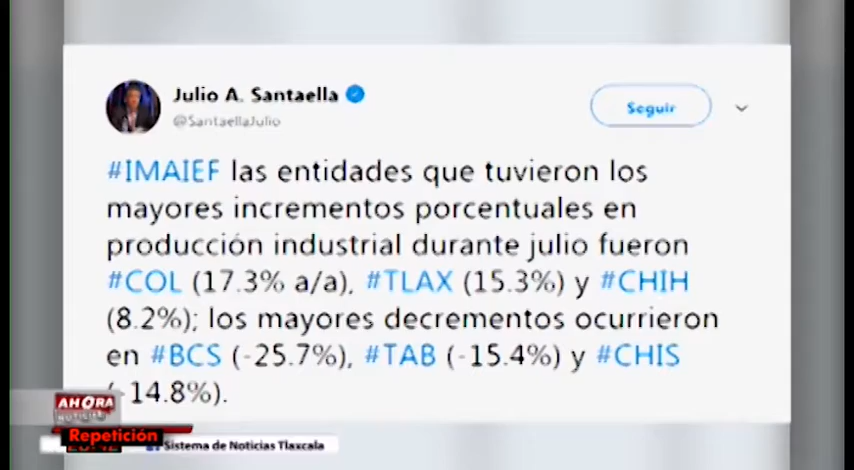 Julio A. Santaella
@SantaellaJulio
Seguir
#IMAIEF las entidades que tuvieron los
mayores incrementos porcentuales en
producción industrial durante julio fueron
#COL (17.3% a/a), #TLAX (15.3%) y #CHIH
(8.2%); los mayores decrementos ocurrieron
en #BCS (-25.7%), #TAB (-15.4%) y #CHIS
(-14.8%).
AHORA
NOTICIAS
Repetición
Sistema de Noticias Tlaxcala